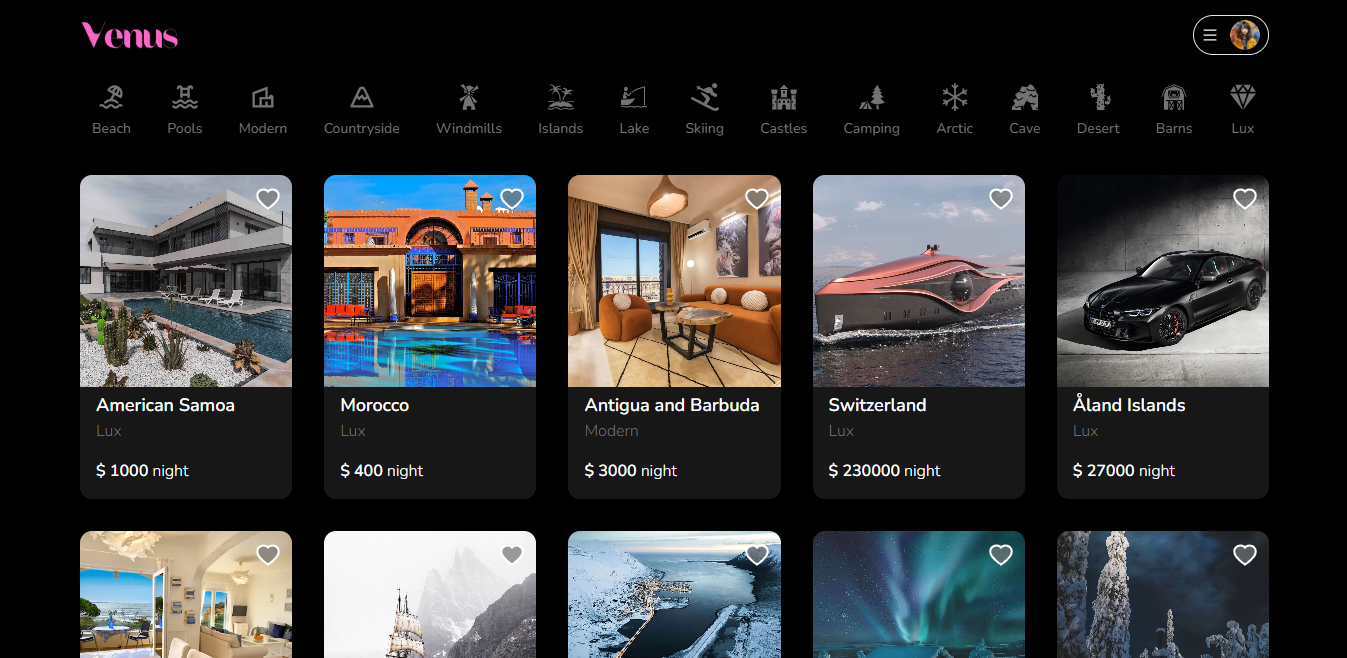 Venus
Beach Pools Modern Countryside Windmills Islands Lake Skiing Castles Camping Arctic Cave Desert Barns Lux
American Samoa
Lux
$ 1000 night
Morocco
Lux
$ 400 night
Antigua and Barbuda
Modern
$ 3000 night
Switzerland
Lux
$ 230000 night
Åland Islands
Lux
$ 27000 night